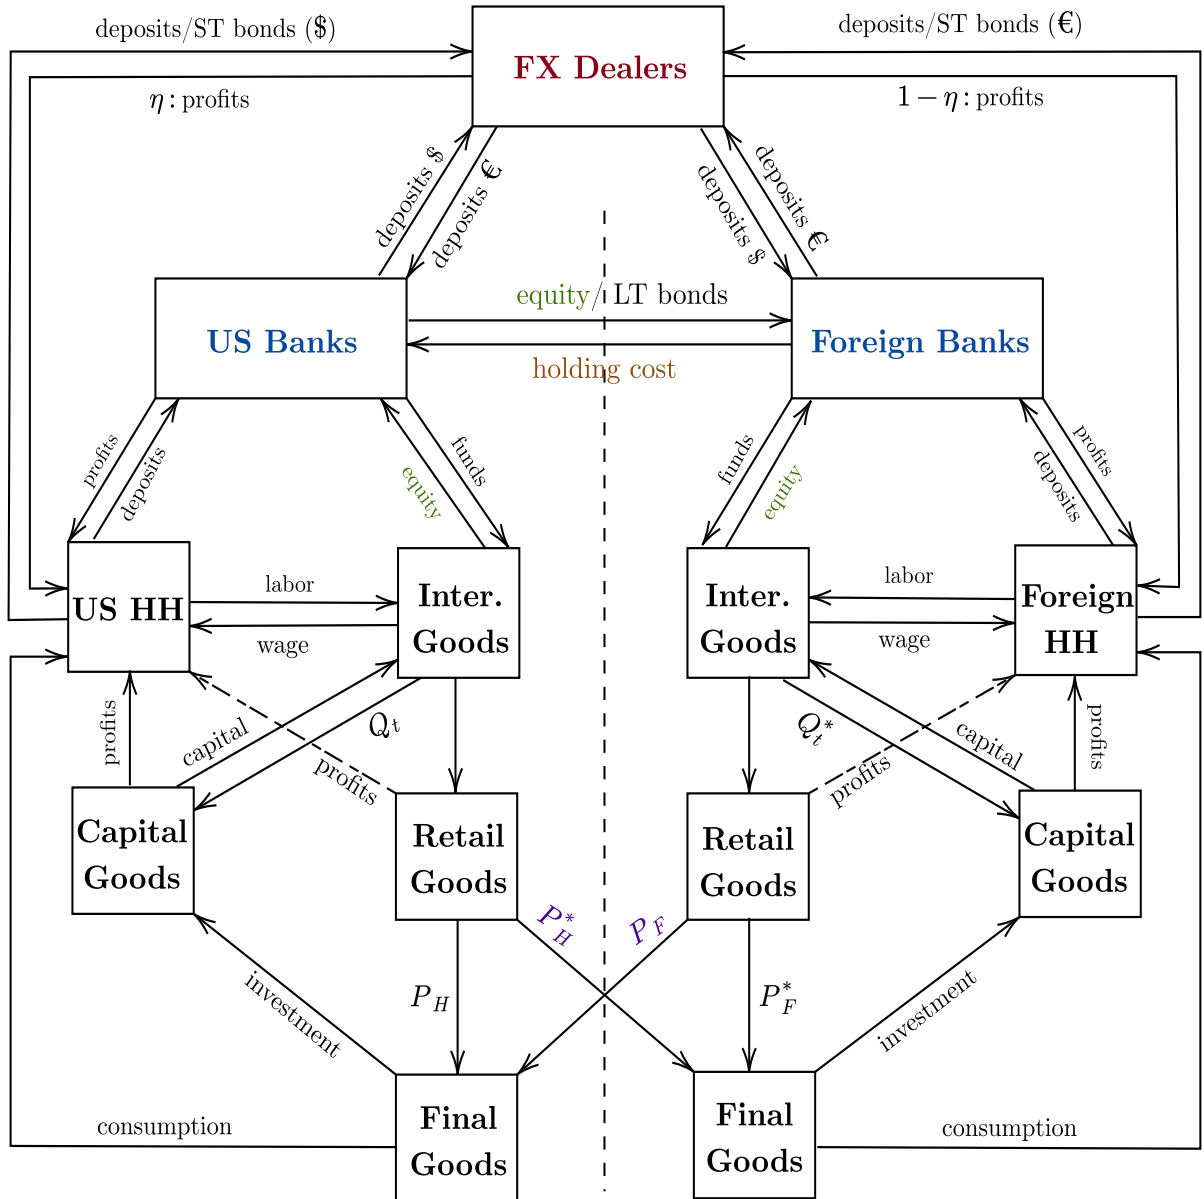 deposits/ST bonds ($)
deposits/ST bonds (€)
FX Dealers
η : profits
1 − η : profits
deposits $
deposits €
deposits $
deposits €
equity/ LT bonds
US Banks
Foreign Banks
holding cost
profits
deposits
equity
funds
funds
equity
deposits
profits
US HH
labor
wage
Inter.
Goods
Inter.
Goods
labor
wage
Foreign
HH
profits
capital
Q_t
profits
Q_t^*
profits
capital
profits
Capital
Goods
Retail
Goods
Retail
Goods
Capital
Goods
P_H^*
P_F
investment
P_H
P_F^*
investment
consumption
Final
Goods
Final
Goods
consumption